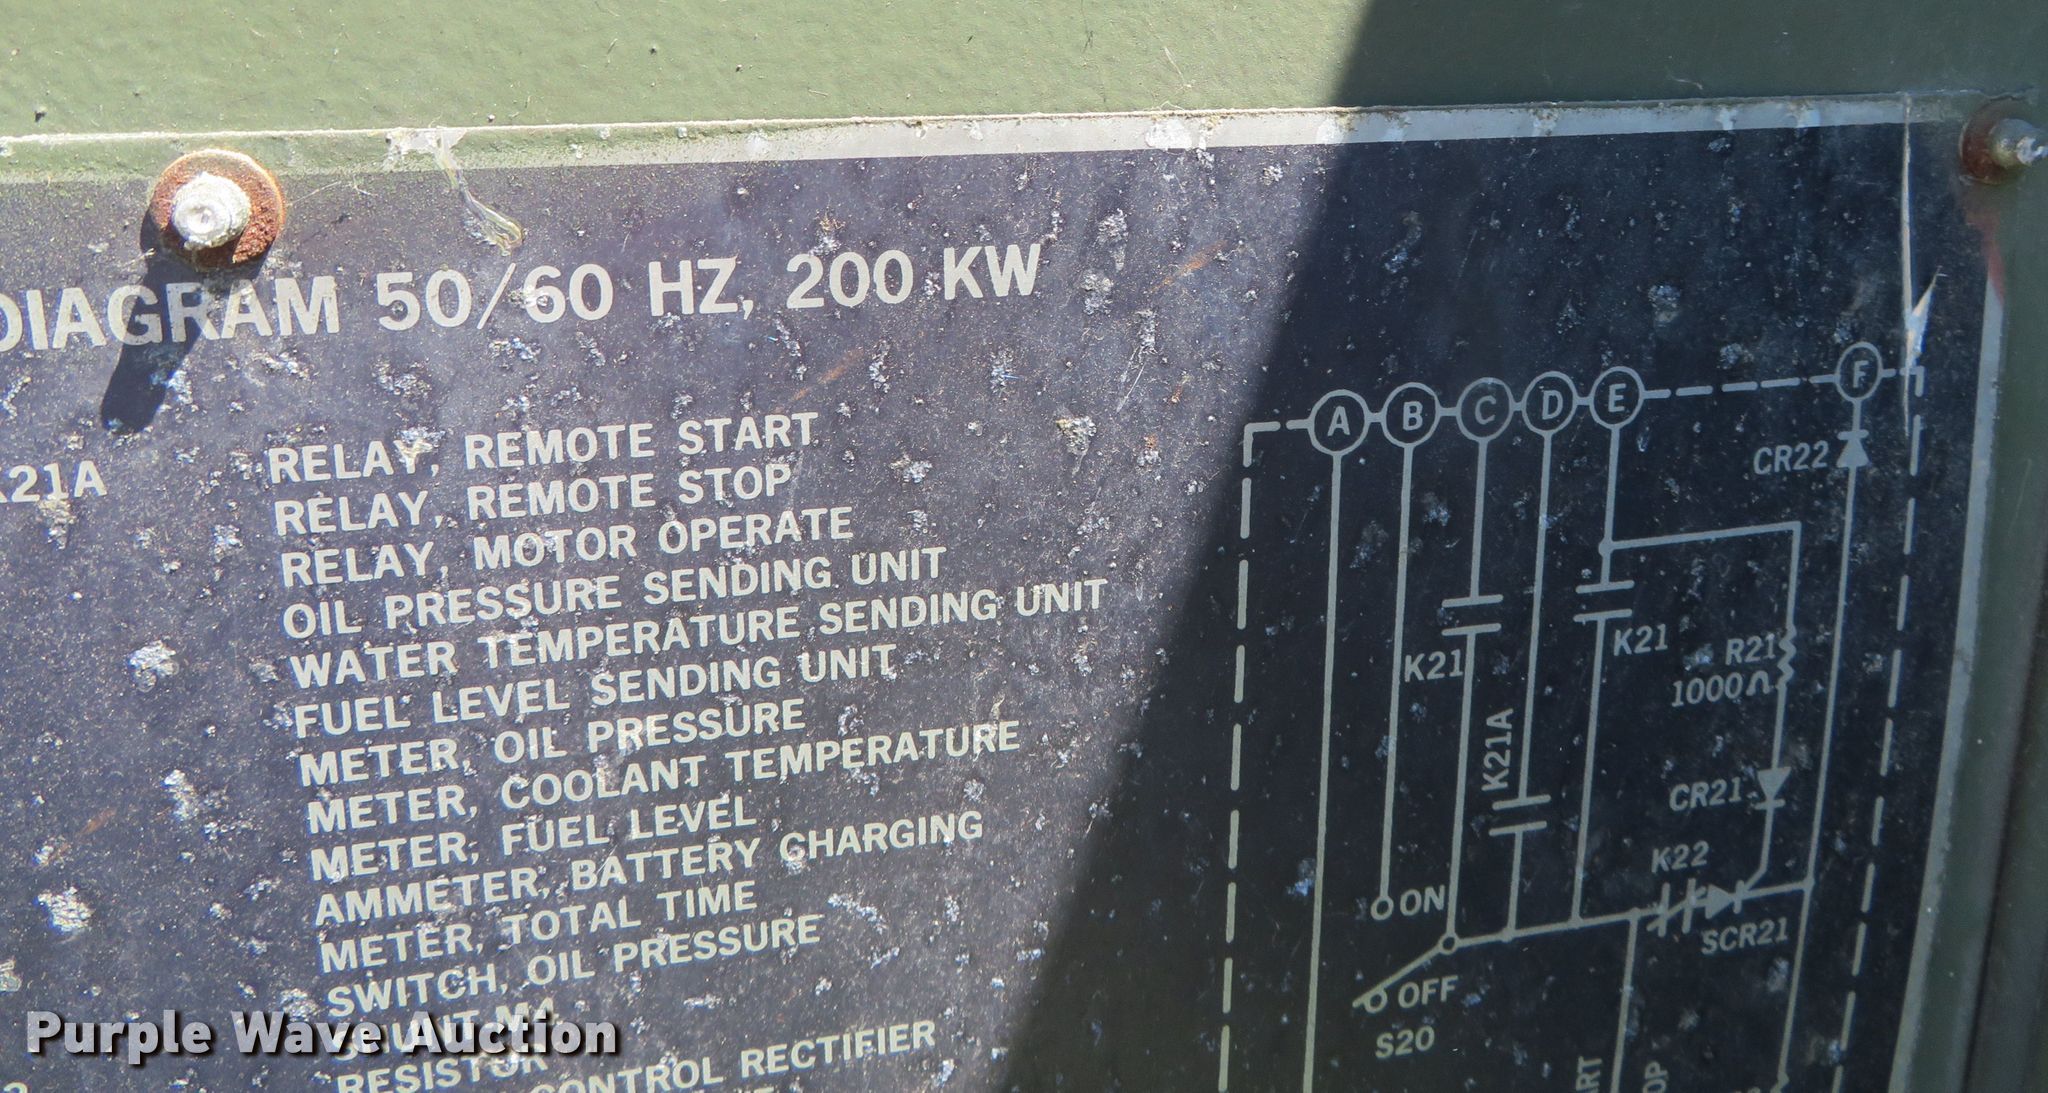 DIAGRAM 50/60 HZ, 200 KW
K21A
RELAY, REMOTE START
RELAY, REMOTE STOP
RELAY, MOTOR OPERATE
OIL PRESSURE SENDING UNIT
WATER TEMPERATURE SENDING UNIT
FUEL LEVEL SENDING UNIT
METER, OIL PRESSURE
METER, COOLANT TEMPERATURE
METER, FUEL LEVEL
AMMETER, BATTERY CHARGING
METER, TOTAL TIME
SWITCH, OIL PRESSURE
RESISTOR
CONTROL RECTIFIER
A B C D E F
CR22
K21
K21
R21
1000Ω
K21A
CR21
K22
SCR21
ON
OFF
S20
Purple Wave Auction